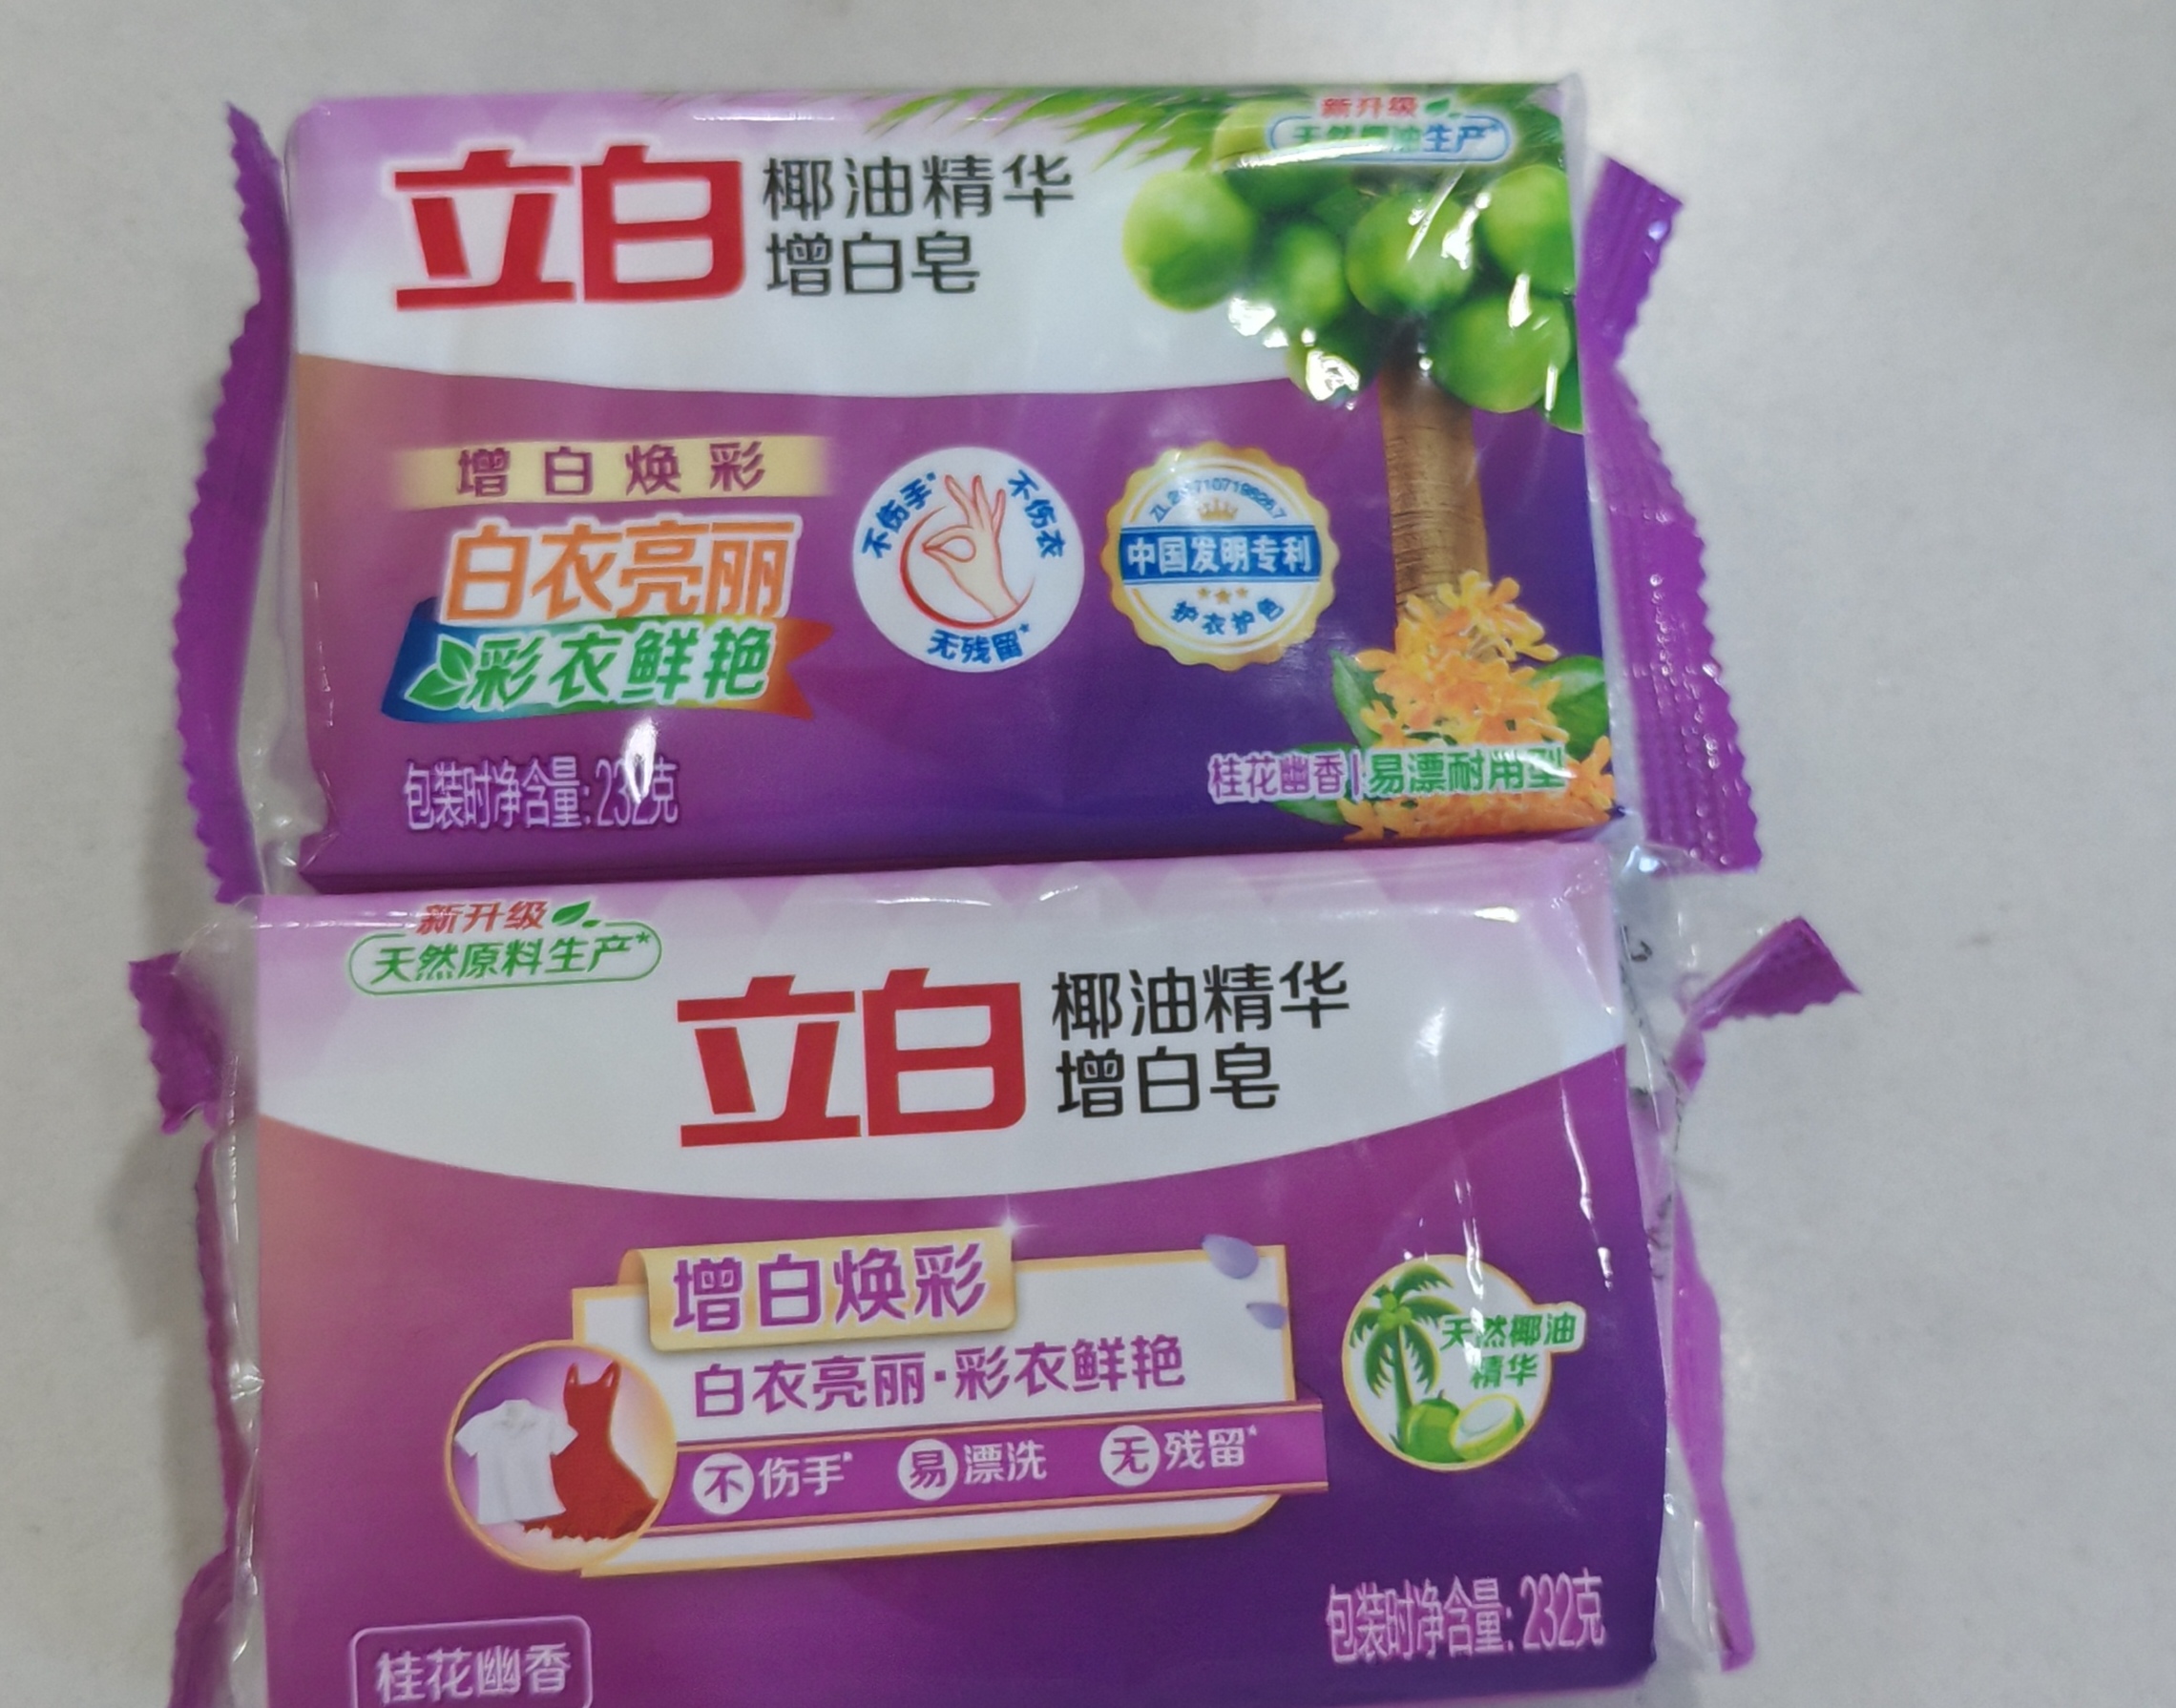 新升级
天然椰油生产*
立白
椰油精华
增白皂
增白焕彩
白衣亮丽
彩衣鲜艳
不伤手*
不伤衣
无残留*
中国发明专利
护衣护色
包装时净含量:232克
桂花幽香|易漂耐用型
新升级
天然原料生产*
立白
椰油精华
增白皂
增白焕彩
白衣亮丽·彩衣鲜艳
不伤手* 易漂洗 无残留*
天然椰油
精华
包装时净含量: 232克
桂花幽香